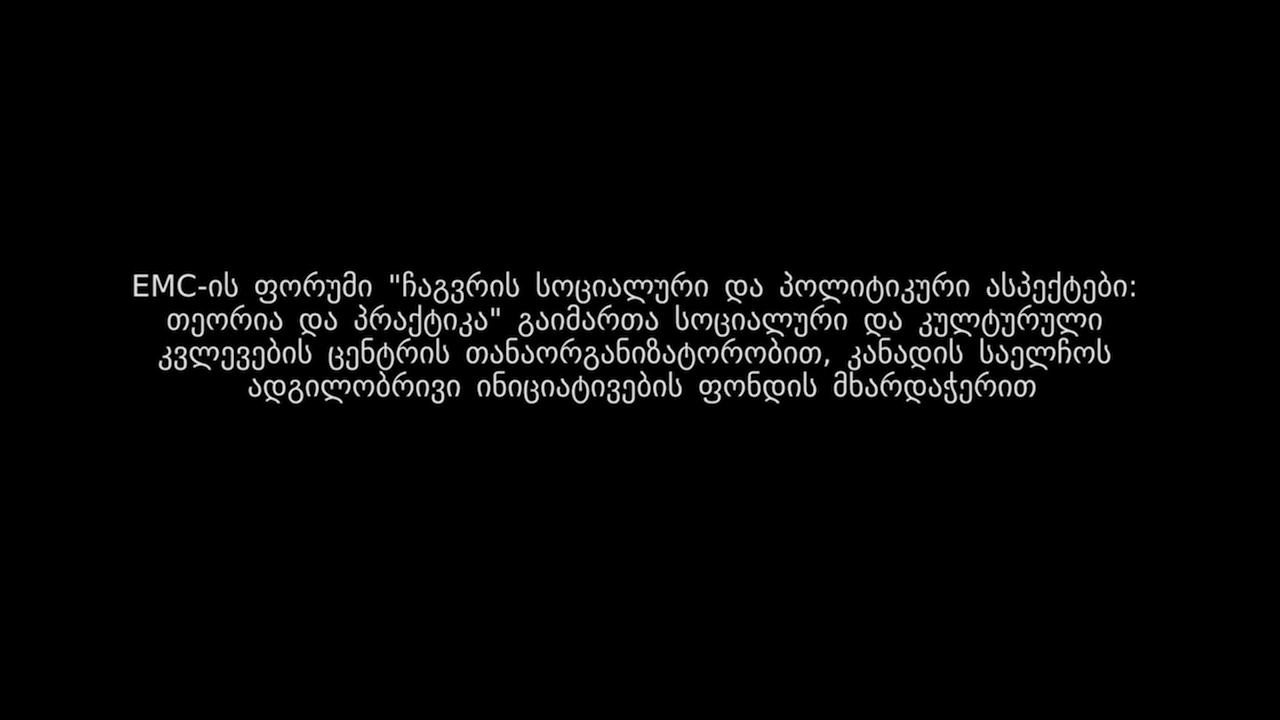 EMC-ის ფორუმი "ჩაგვრის სოციალური და პოლიტიკური ასპექტები:
თეორია და პრაქტიკა" გაიმართა სოციალური და კულტურული
კვლევების ცენტრის თანაორგანიზატორობით, კანადის საელჩოს
ადგილობრივი ინიციატივების ფონდის მხარდაჭერით